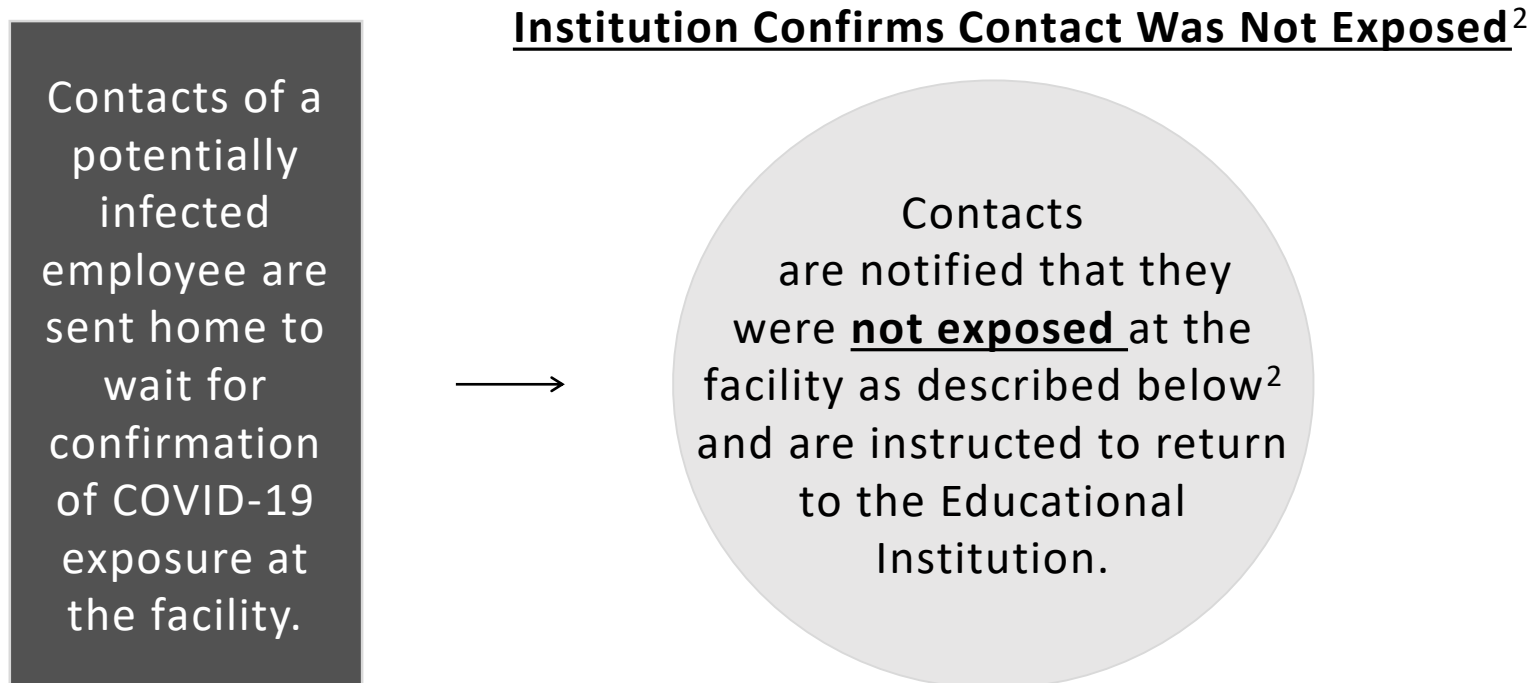 Institution Confirms Contact Was Not Exposed²
Contacts of a
potentially
infected
employee are
sent home to
wait for
confirmation
of COVID-19
exposure at
the facility.
Contacts
are notified that they
were not exposed at the
facility as described below²
and are instructed to return
to the Educational
Institution.